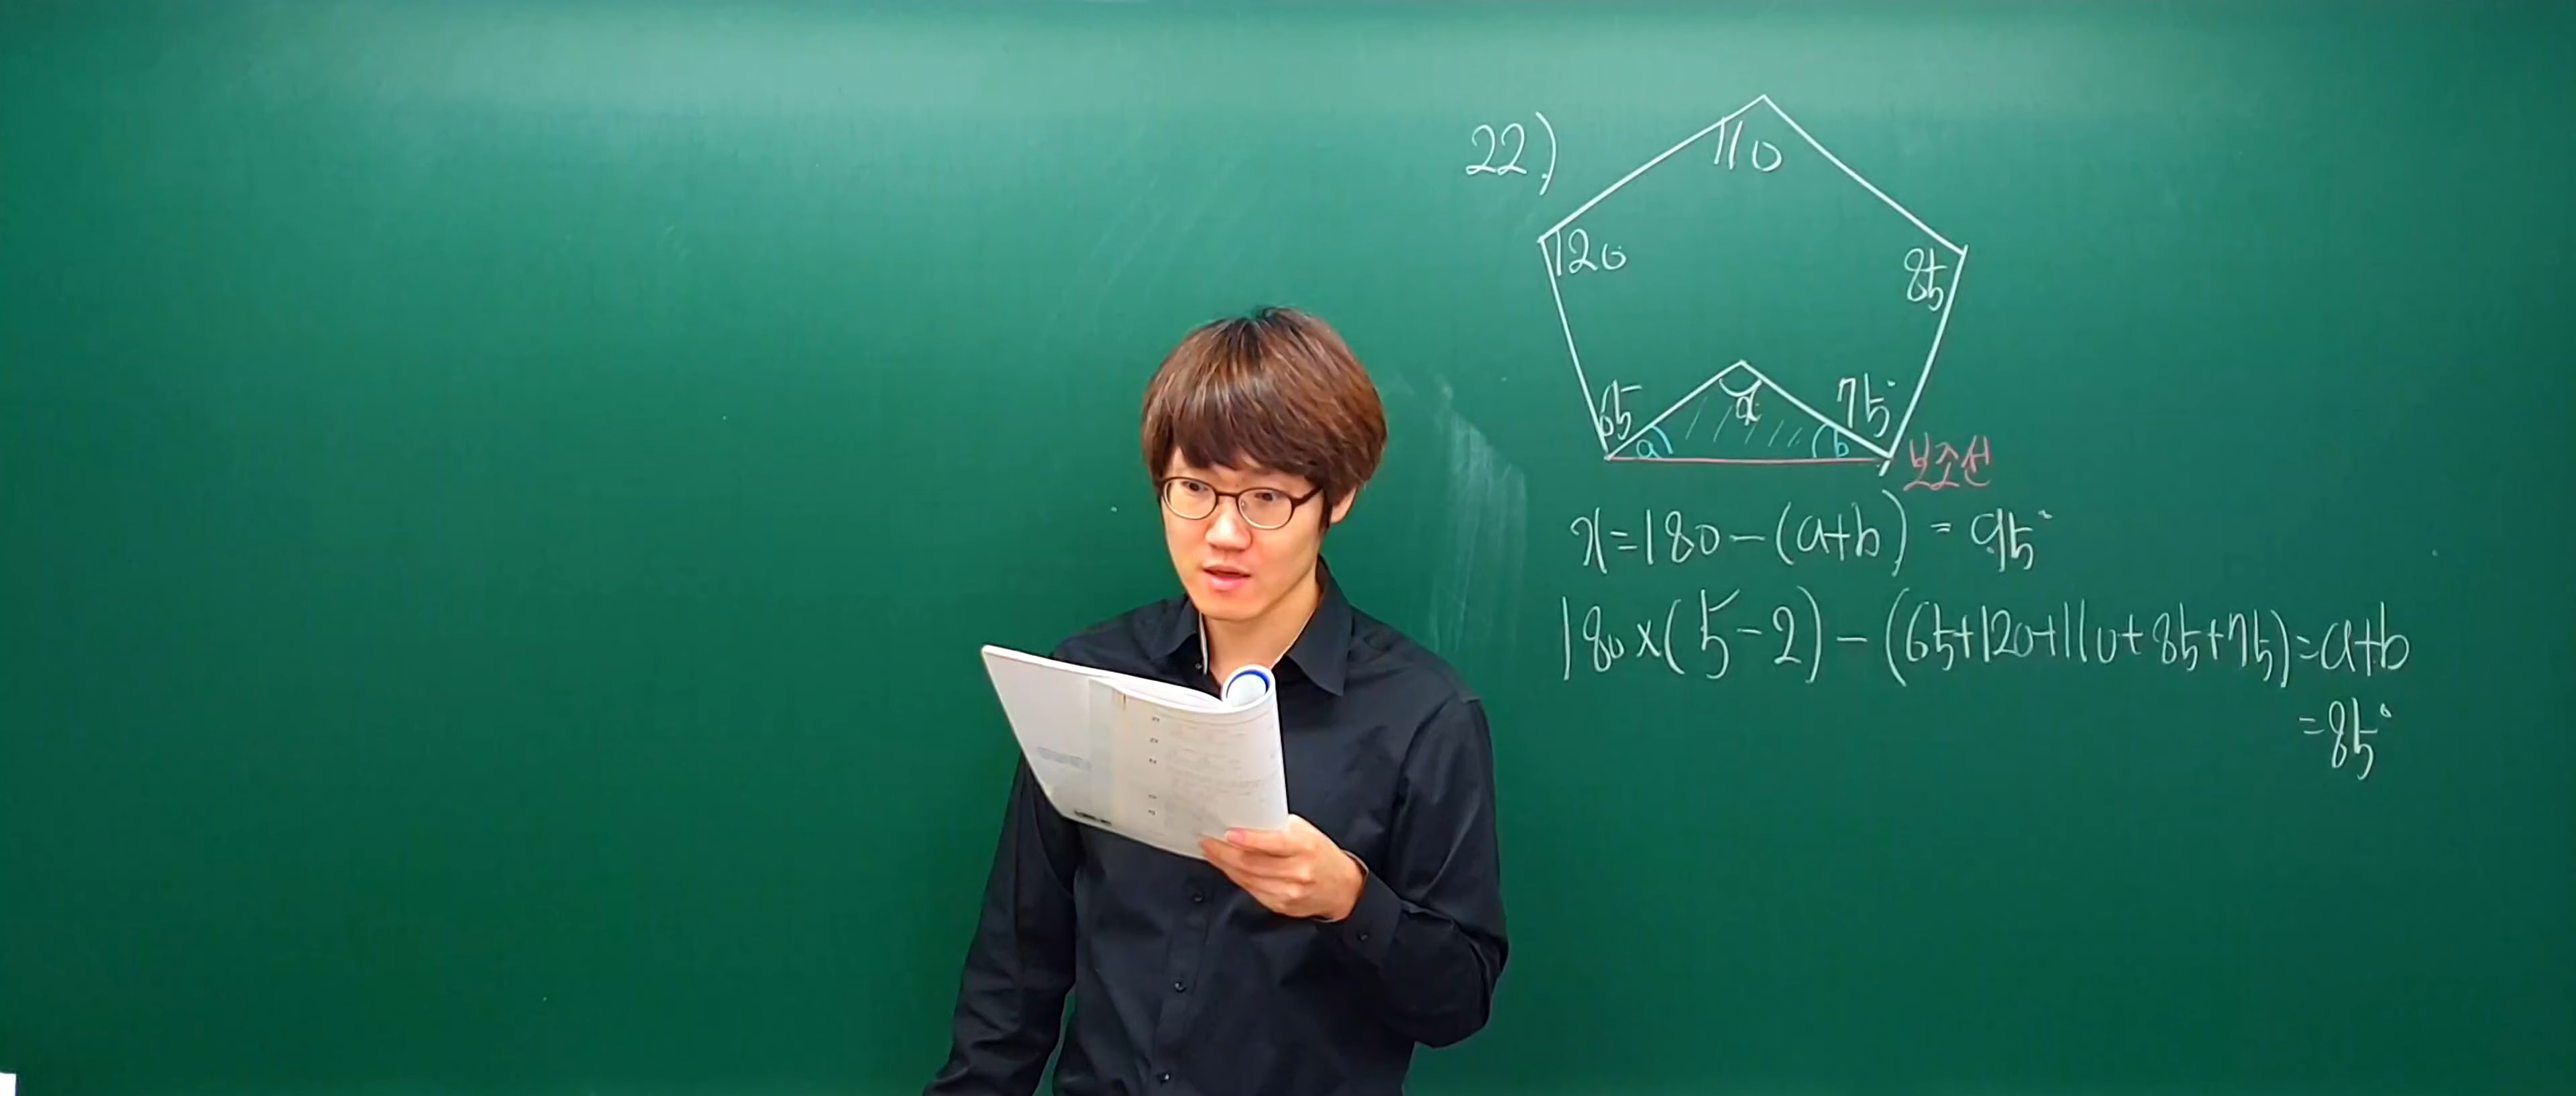 22)
110
120
85
65
x
75°
a
b
보조선
x=180-(a+b) = 95°
180×(5-2)-(65+120+110+85+75)=a+b
=85°